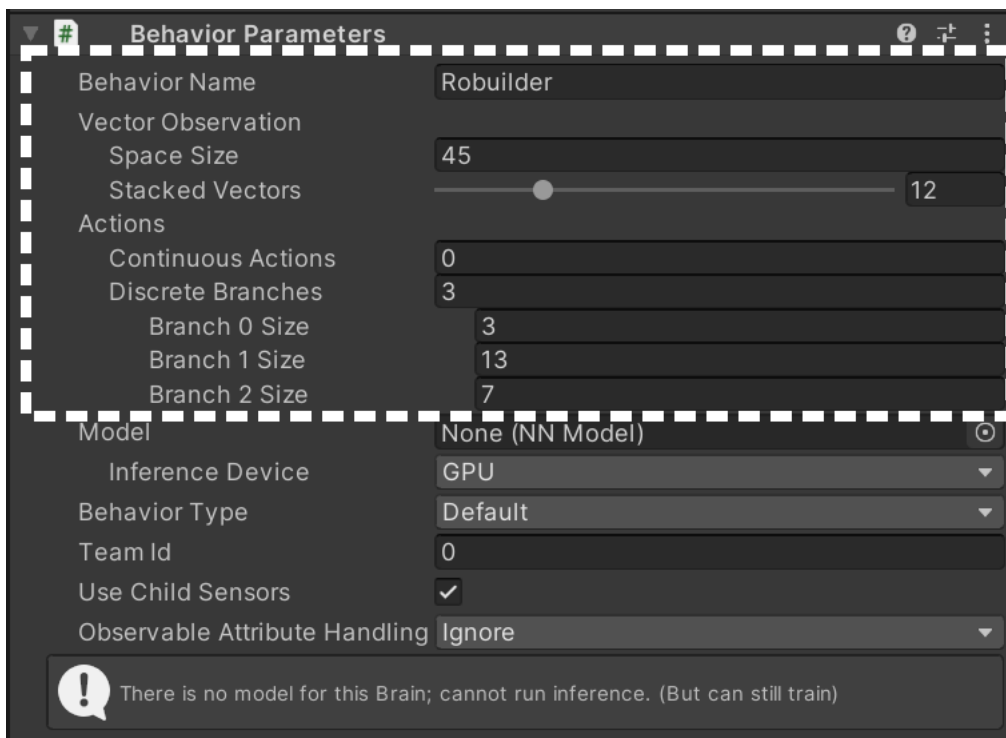 # Behavior Parameters
Behavior Name Robuilder
Vector Observation
Space Size 45
Stacked Vectors 12
Actions
Continuous Actions 0
Discrete Branches 3
Branch 0 Size 3
Branch 1 Size 13
Branch 2 Size 7
Model None (NN Model)
Inference Device GPU
Behavior Type Default
Team Id 0
Use Child Sensors
Observable Attribute Handling Ignore
There is no model for this Brain; cannot run inference. (But can still train)